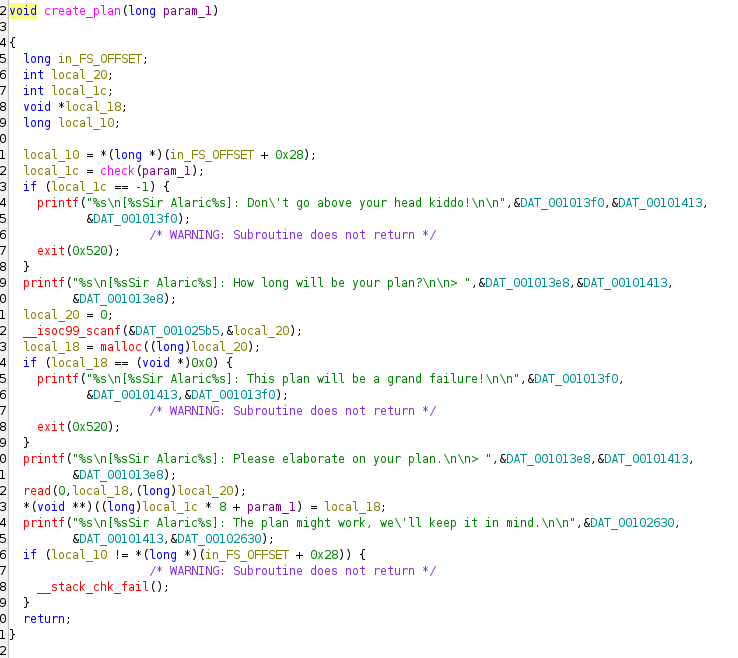 2 void create_plan(long param_1)
3
4 {
5 long in_FS_OFFSET;
6 int local_20;
7 int local_1c;
8 void *local_18;
9 long local_10;
0
1 local_10 = *(long *)(in_FS_OFFSET + 0x28);
2 local_1c = check(param_1);
3 if (local_1c == -1) {
4 printf("%s\n[%sSir Alaric%s]: Don\'t go above your head kiddo!\n\n",&DAT_001013f0,&DAT_00101413,
5 &DAT_001013f0);
6 /* WARNING: Subroutine does not return */
7 exit(0x520);
8 }
9 printf("%s\n[%sSir Alaric%s]: How long will be your plan?\n\n> ",&DAT_001013e8,&DAT_00101413,
0 &DAT_001013e8);
1 local_20 = 0;
2 __isoc99_scanf(&DAT_001025b5,&local_20);
3 local_18 = malloc((long)local_20);
4 if (local_18 == (void *)0x0) {
5 printf("%s\n[%sSir Alaric%s]: This plan will be a grand failure!\n\n",&DAT_001013f0,
6 &DAT_00101413,&DAT_001013f0);
7 /* WARNING: Subroutine does not return */
8 exit(0x520);
9 }
0 printf("%s\n[%sSir Alaric%s]: Please elaborate on your plan.\n\n> ",&DAT_001013e8,&DAT_00101413,
1 &DAT_001013e8);
2 read(0,local_18,(long)local_20);
3 *(void **)((long)local_1c * 8 + param_1) = local_18;
4 printf("%s\n[%sSir Alaric%s]: The plan might work, we\'ll keep it in mind.\n\n",&DAT_00102630,
5 &DAT_00101413,&DAT_00102630);
6 if (local_10 != *(long *)(in_FS_OFFSET + 0x28)) {
7 /* WARNING: Subroutine does not return */
8 __stack_chk_fail();
9 }
0 return;
1 }
2